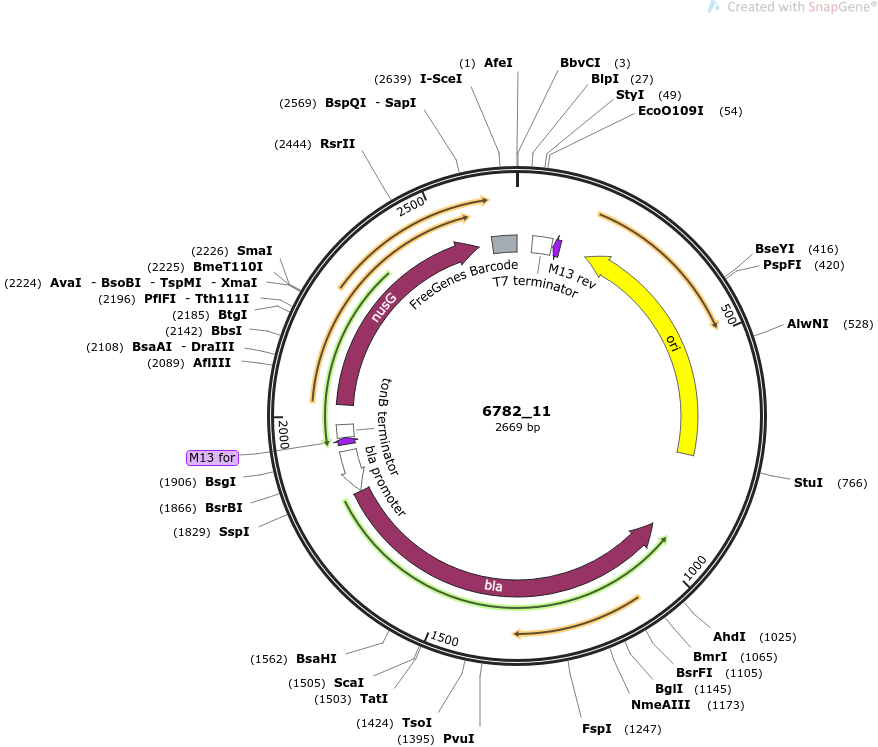 Created with SnapGene®
(1) AfeI
BbvCI (3)
BlpI (27)
StyI (49)
EcoO109I (54)
(2639) I-SceI
(2569) BspQI - SapI
(2444) RsrII
(2226) SmaI
(2225) BmeT110I
(2224) AvaI - BsoBI - TspMI - XmaI
(2196) PflFI - Tth111I
(2185) BtgI
(2142) BbsI
(2108) BsaAI - DraIII
(2089) AflIII
M13 for
(1906) BsgI
(1866) BsrBI
(1829) SspI
(1562) BsaHI
(1505) ScaI
(1503) TatI
(1424) TsoI
(1395) PvuI
BseYI (416)
PspFI (420)
AlwNI (528)
StuI (766)
AhdI (1025)
BmrI (1065)
BsrFI (1105)
BglI (1145)
NmeAIII (1173)
FspI (1247)
2500
500
1000
1500
2000
nusG
FreeGenes Barcode
T7 terminator
M13 rev
ori
tonB terminator
bla promoter
bla
6782_11
2669 bp